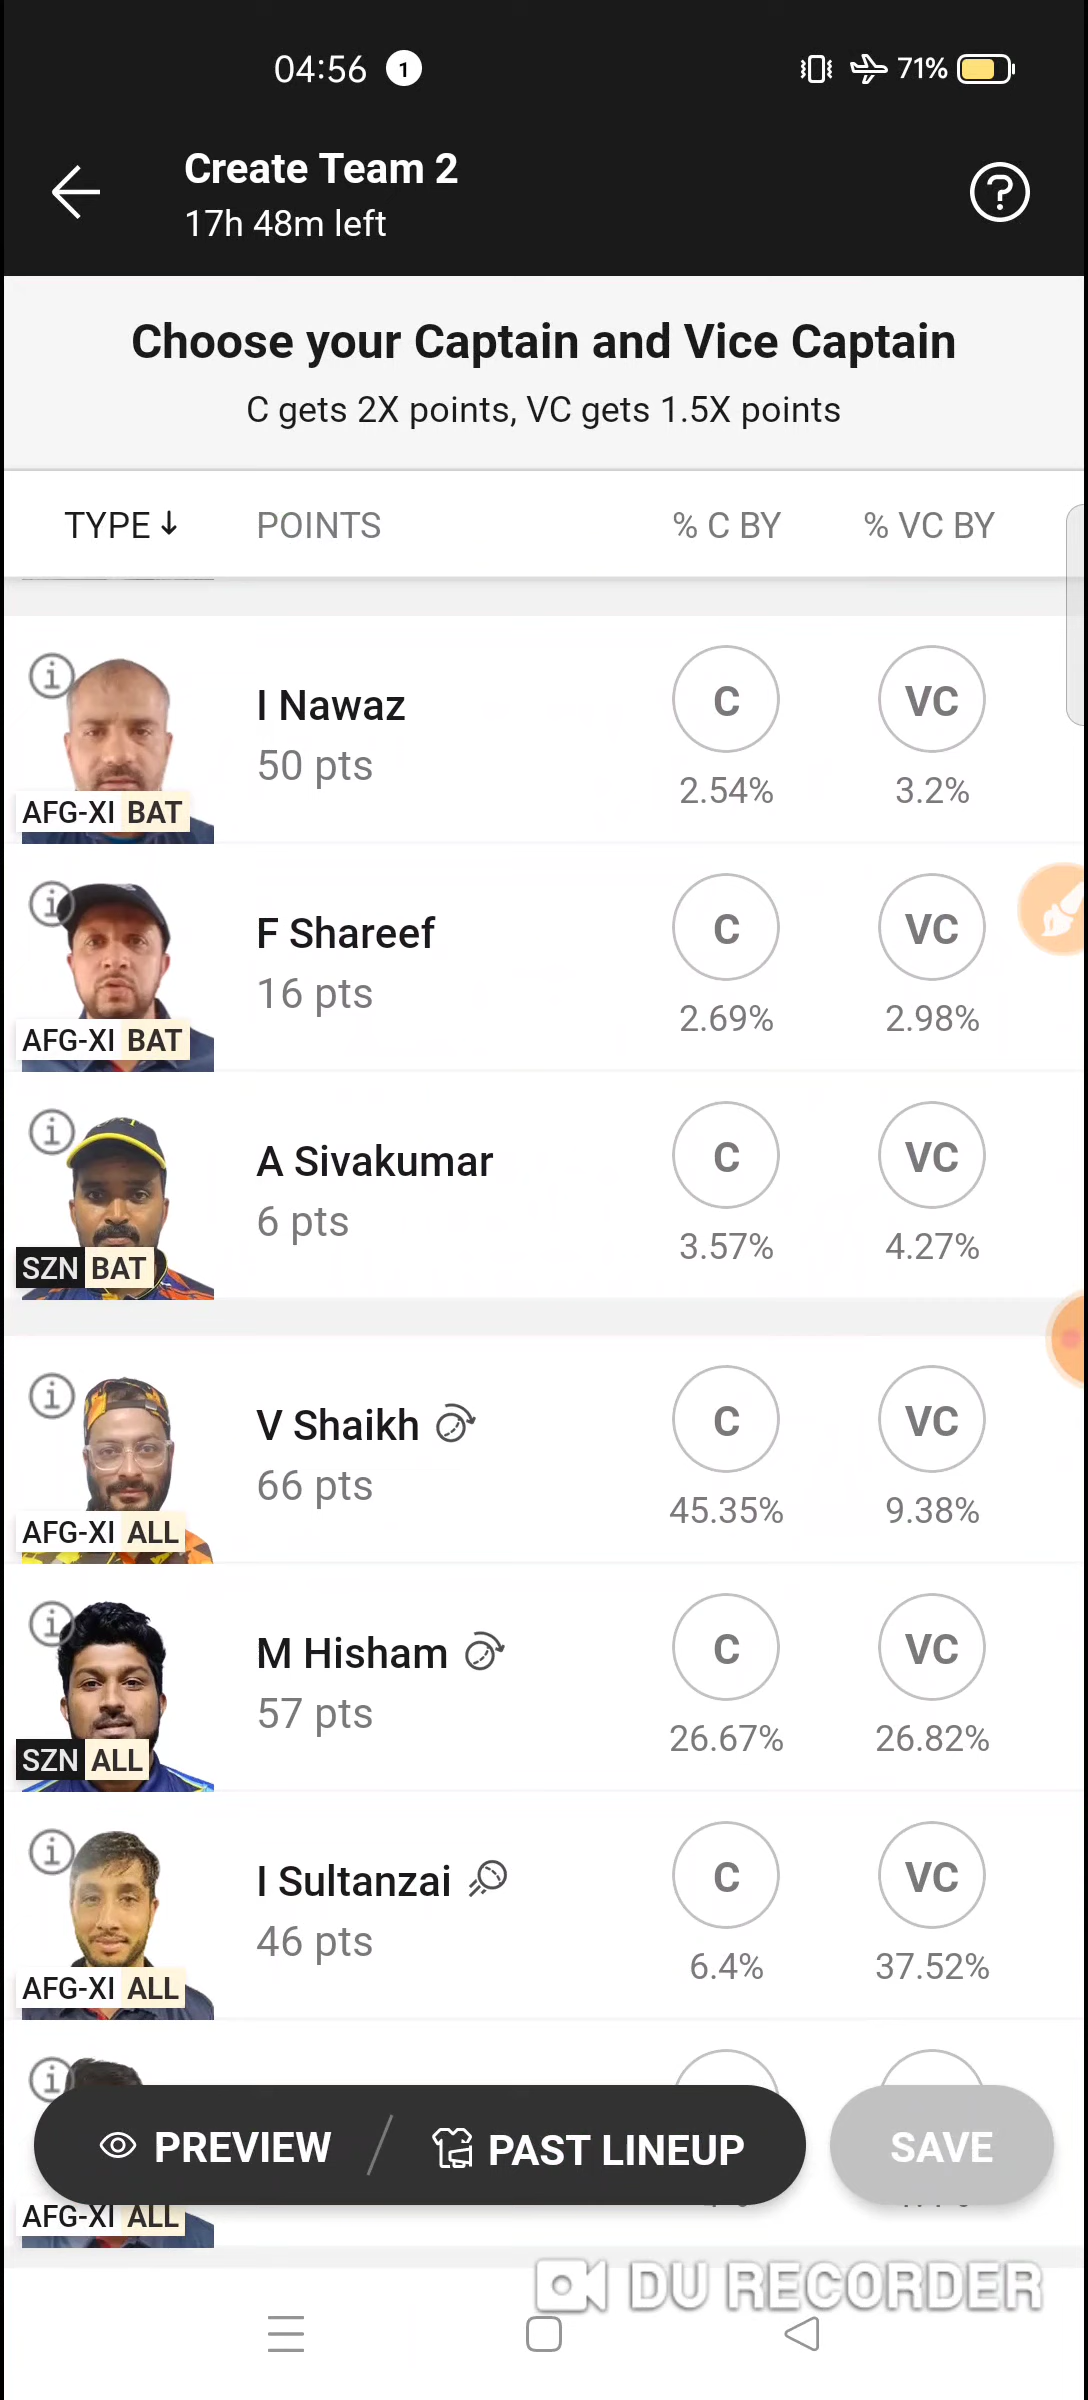 04:56 1 71%
Create Team 2
17h 48m left
Choose your Captain and Vice Captain
C gets 2X points, VC gets 1.5X points
TYPE POINTS % C BY % VC BY
I Nawaz C VC
50 pts 2.54% 3.2%
AFG-XI BAT
F Shareef C VC
16 pts 2.69% 2.98%
AFG-XI BAT
A Sivakumar C VC
6 pts 3.57% 4.27%
SZN BAT
V Shaikh C VC
66 pts 45.35% 9.38%
AFG-XI ALL
M Hisham C VC
57 pts 26.67% 26.82%
SZN ALL
I Sultanzai C VC
46 pts 6.4% 37.52%
AFG-XI ALL
PREVIEW PAST LINEUP SAVE
AFG-XI ALL
DU RECORDER